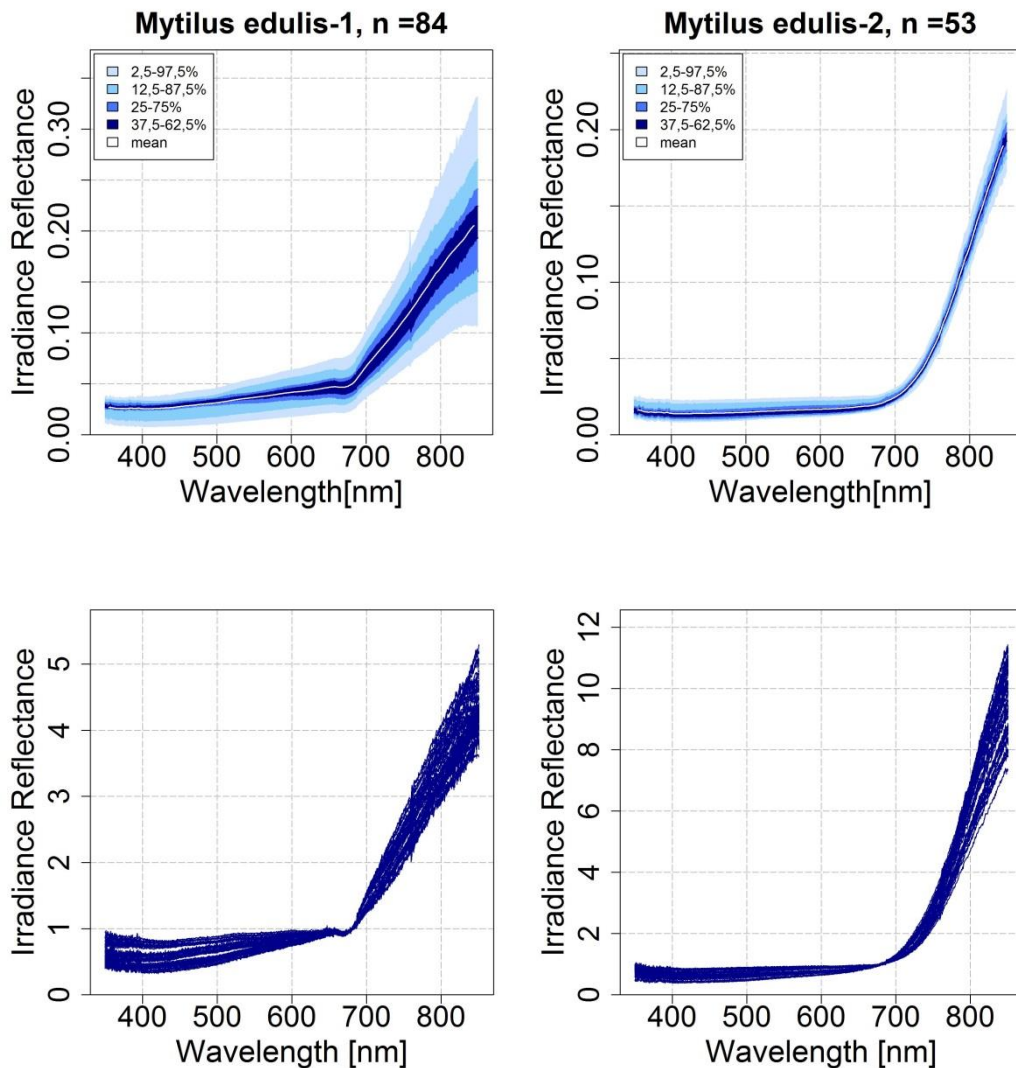 Mytilus edulis-1, n =84
2,5-97,5%
12,5-87,5%
25-75%
37,5-62,5%
mean
Irradiance Reflectance
0.00
0.10
0.20
0.30
400 500 600 700 800
Wavelength[nm]
Mytilus edulis-2, n =53
2,5-97,5%
12,5-87,5%
25-75%
37,5-62,5%
mean
Irradiance Reflectance
0.00
0.10
0.20
400 500 600 700 800
Wavelength[nm]
Irradiance Reflectance
0
1
2
3
4
5
400 500 600 700 800
Wavelength [nm]
Irradiance Reflectance
0
2
4
6
8
10
12
400 500 600 700 800
Wavelength [nm]